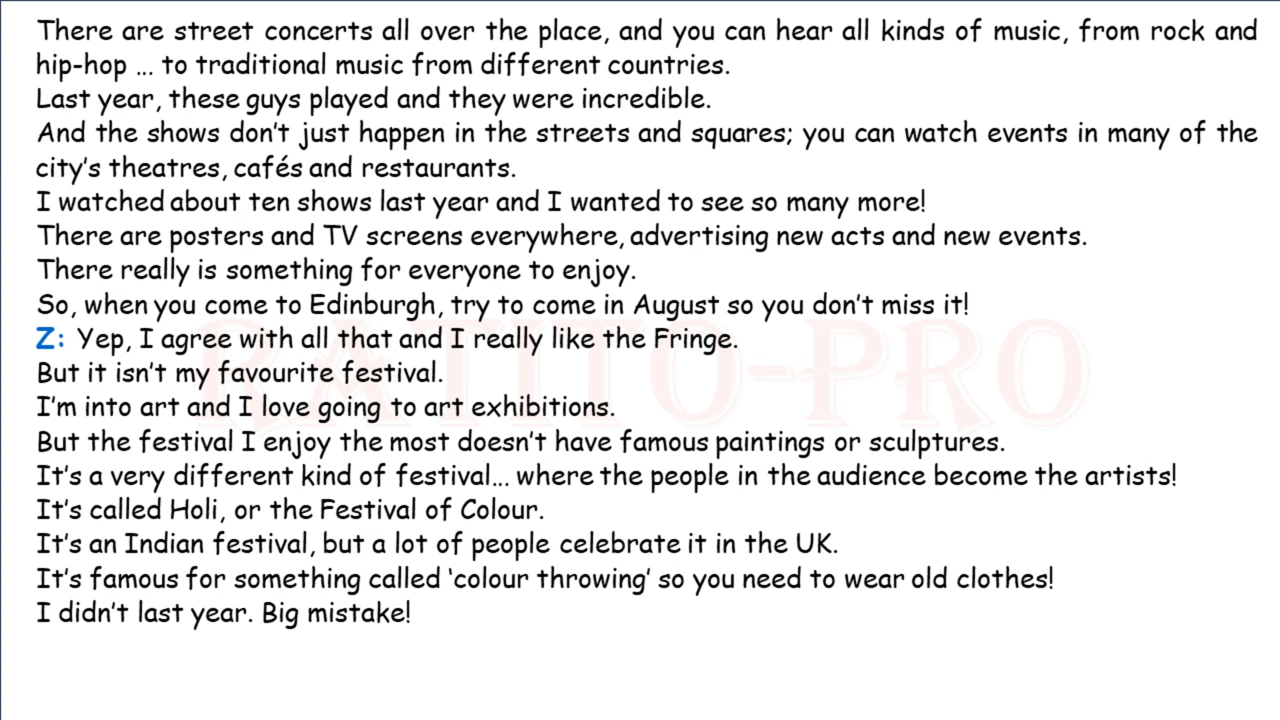 There are street concerts all over the place, and you can hear all kinds of music, from rock and
hip-hop ... to traditional music from different countries.
Last year, these guys played and they were incredible.
And the shows don't just happen in the streets and squares; you can watch events in many of the
city's theatres, cafés and restaurants.
I watched about ten shows last year and I wanted to see so many more!
There are posters and TV screens everywhere, advertising new acts and new events.
There really is something for everyone to enjoy.
So, when you come to Edinburgh, try to come in August so you don't miss it!
Z: Yep, I agree with all that and I really like the Fringe.
RATITO-PRO
But it isn't my favourite festival.
I'm into art and I love going to art exhibitions.
But the festival I enjoy the most doesn't have famous paintings or sculptures.
It's a very different kind of festival... where the people in the audience become the artists!
It's called Holi, or the Festival of Colour.
It's an Indian festival, but a lot of people celebrate it in the UK.
It's famous for something called 'colour throwing' so you need to wear old clothes!
I didn't last year. Big mistake!